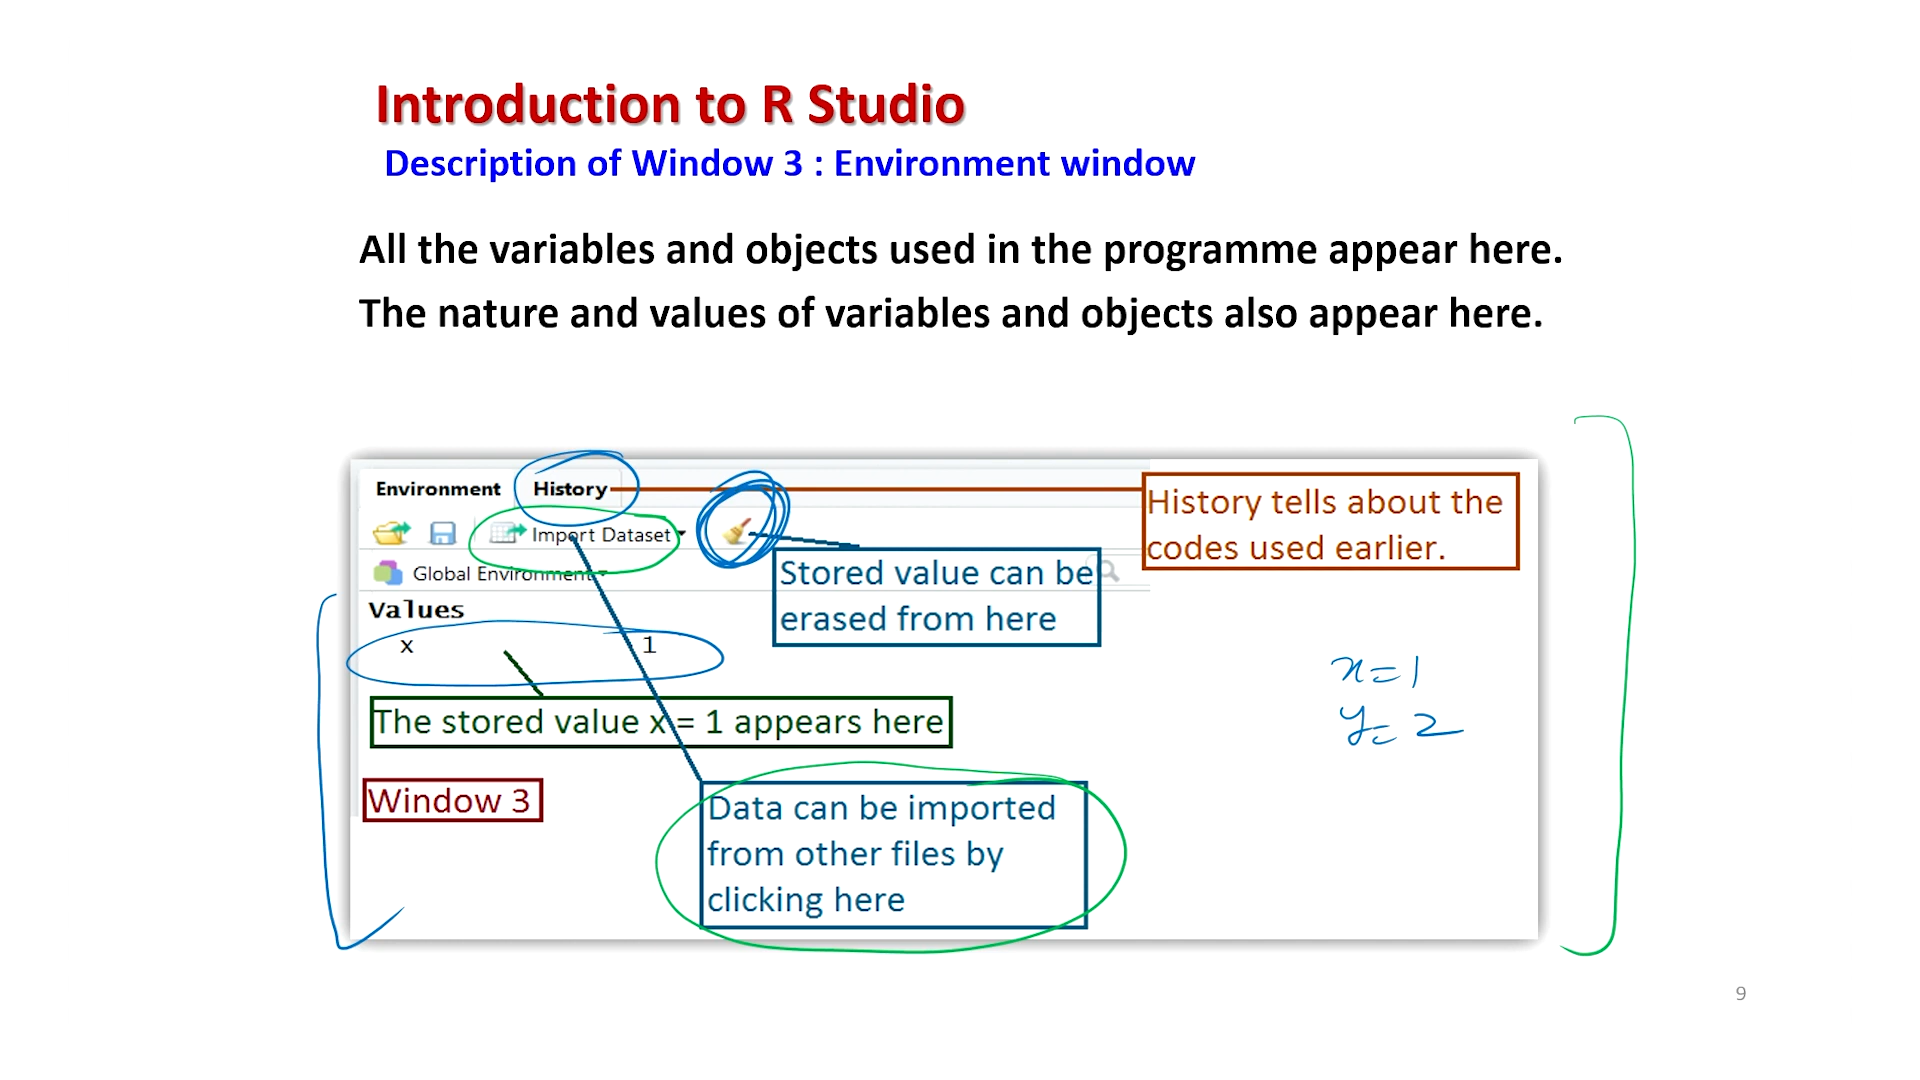 Introduction to R Studio
Description of Window 3 : Environment window
All the variables and objects used in the programme appear here.
The nature and values of variables and objects also appear here.
Environment History
Import Dataset
Global Environment
Values
x 1
History tells about the
codes used earlier.
Stored value can be
erased from here
The stored value x = 1 appears here
x=1
y=2
Window 3
Data can be imported
from other files by
clicking here
9